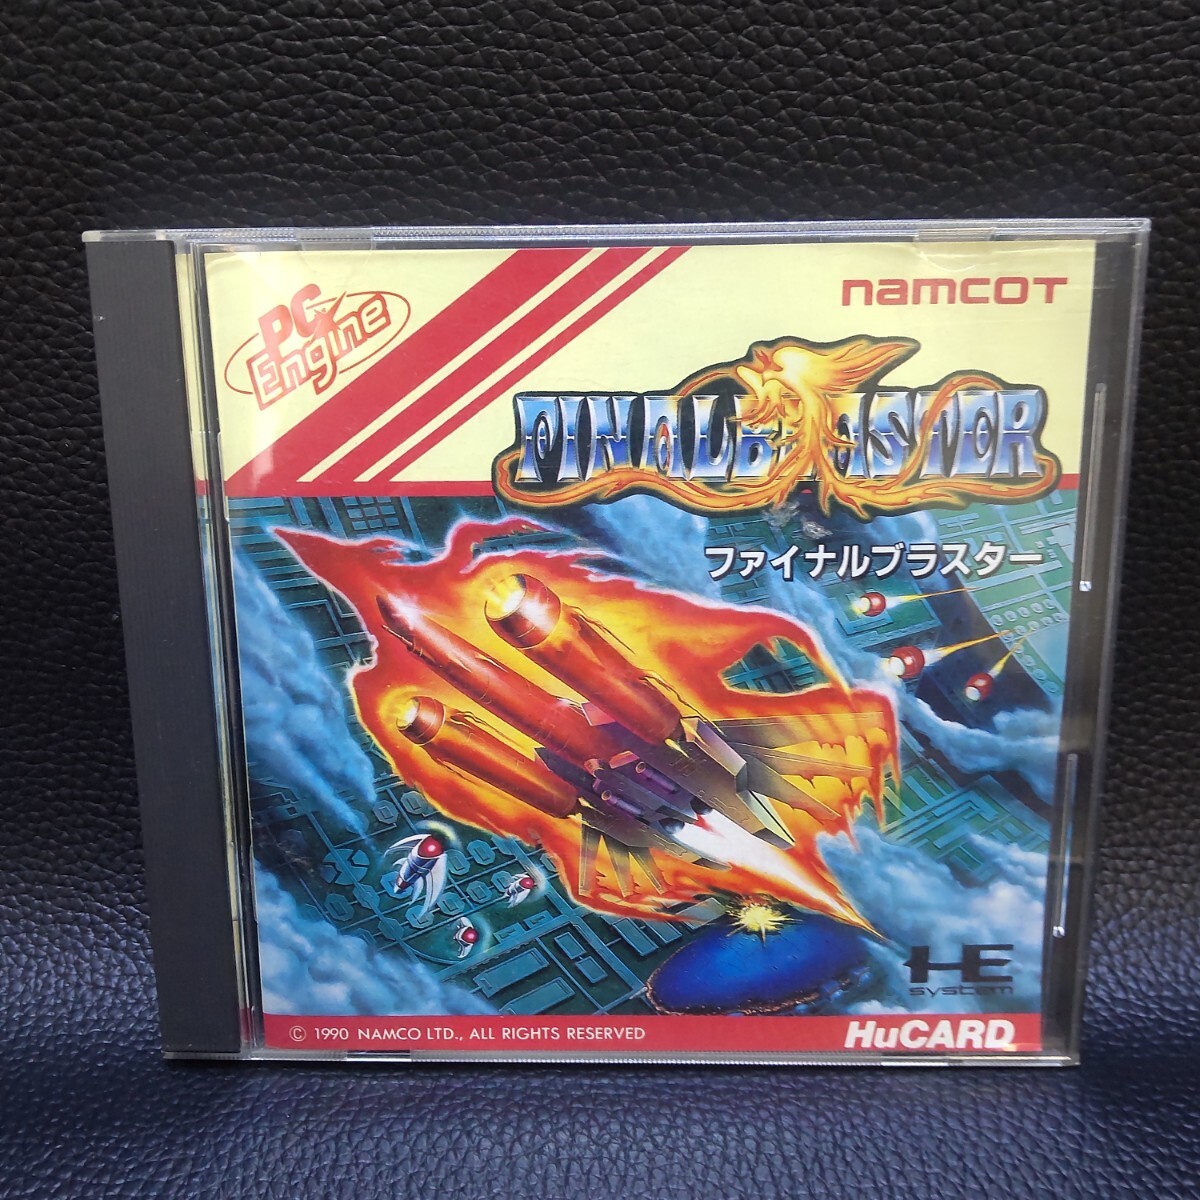 PC Engine
namcoT
FINAL BLASTER
ファイナルブラスター
HE system
© 1990 NAMCO LTD., ALL RIGHTS RESERVED
HuCARD